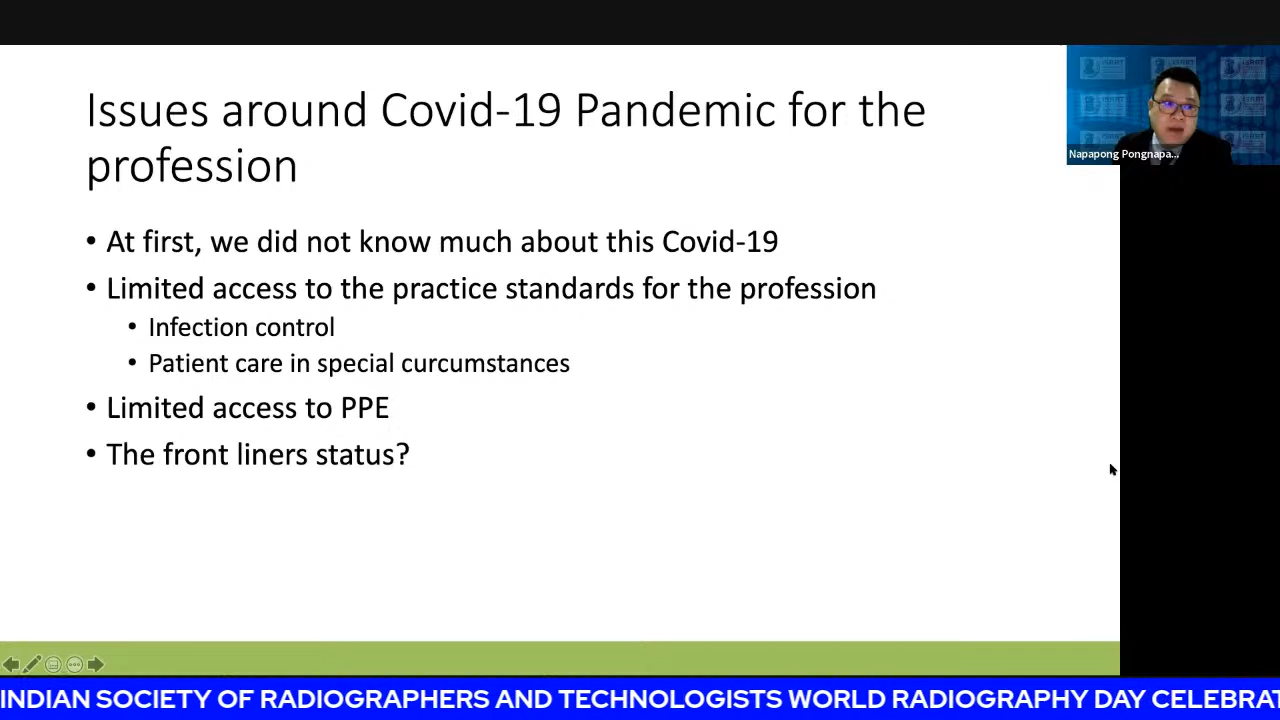 Issues around Covid-19 Pandemic for the
profession
• At first, we did not know much about this Covid-19
• Limited access to the practice standards for the profession
• Infection control
• Patient care in special curcumstances
• Limited access to PPE
• The front liners status?
Napapong Pongnapa...
INDIAN SOCIETY OF RADIOGRAPHERS AND TECHNOLOGISTS WORLD RADIOGRAPHY DAY CELEBRAT